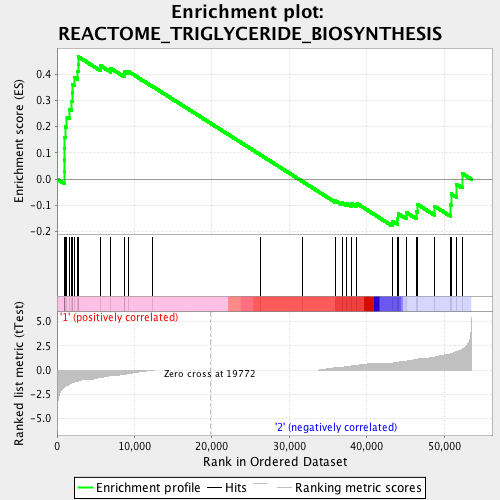 Enrichment plot:
REACTOME_TRIGLYCERIDE_BIOSYNTHESIS
Enrichment score (ES)
0.4
0.3
0.2
0.1
0.0
-0.1
-0.2
'1' (positively correlated)
Ranked list metric (tTest)
5.0
2.5
0.0
-2.5
-5.0
Zero cross at 19772
'2' (negatively correlated)
0
10,000
20,000
30,000
40,000
50,000
Rank in Ordered Dataset
Enrichment profile
Hits
Ranking metric scores